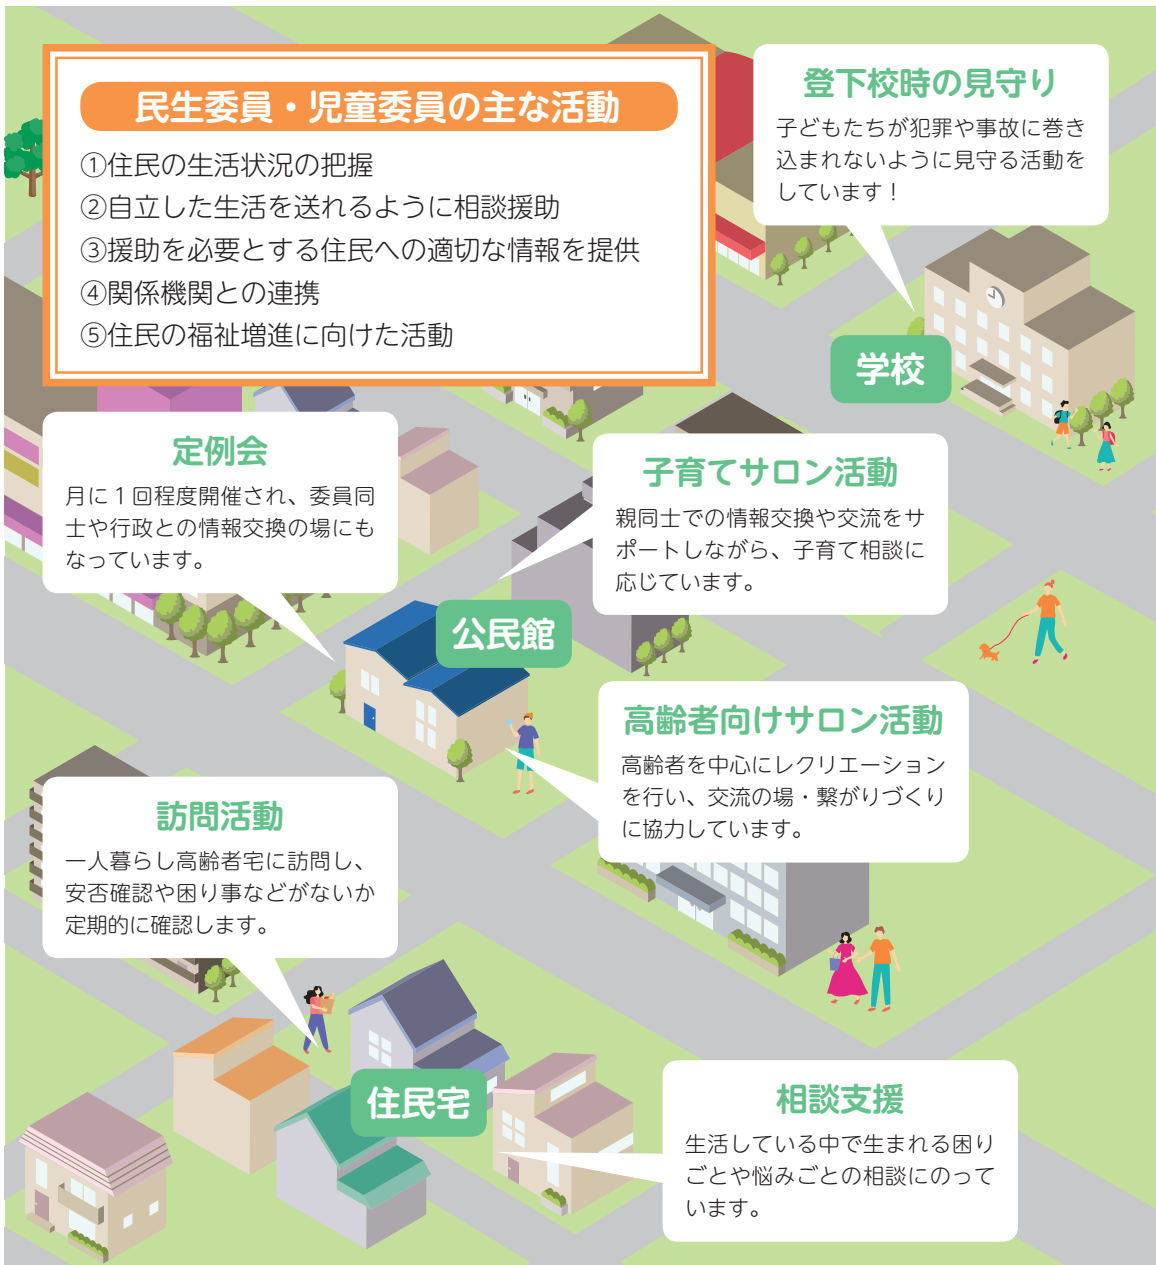 民生委員・児童委員の主な活動
①住民の生活状況の把握
②自立した生活を送れるように相談援助
③援助を必要とする住民への適切な情報を提供
④関係機関との連携
⑤住民の福祉増進に向けた活動
登下校時の見守り
子どもたちが犯罪や事故に巻き
込まれないように見守る活動を
しています！
学校
定例会
月に１回程度開催され、委員同
士や行政との情報交換の場にも
なっています。
子育てサロン活動
親同士での情報交換や交流をサ
ポートしながら、子育て相談に
応じています。
公民館
高齢者向けサロン活動
高齢者を中心にレクリエーション
を行い、交流の場・繋がりづくり
に協力しています。
訪問活動
一人暮らし高齢者宅に訪問し、
安否確認や困り事などがないか
定期的に確認します。
住民宅
相談支援
生活している中で生まれる困り
ごとや悩みごとの相談にのって
います。